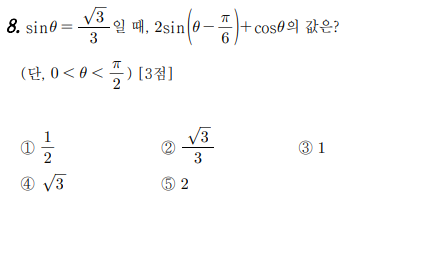 8. sinθ = √3/3 일 때, 2sin(θ − π/6) + cosθ의 값은?
(단, 0 < θ < π/2) [3점]
① 1/2 ② √3/3 ③ 1
④ √3 ⑤ 2